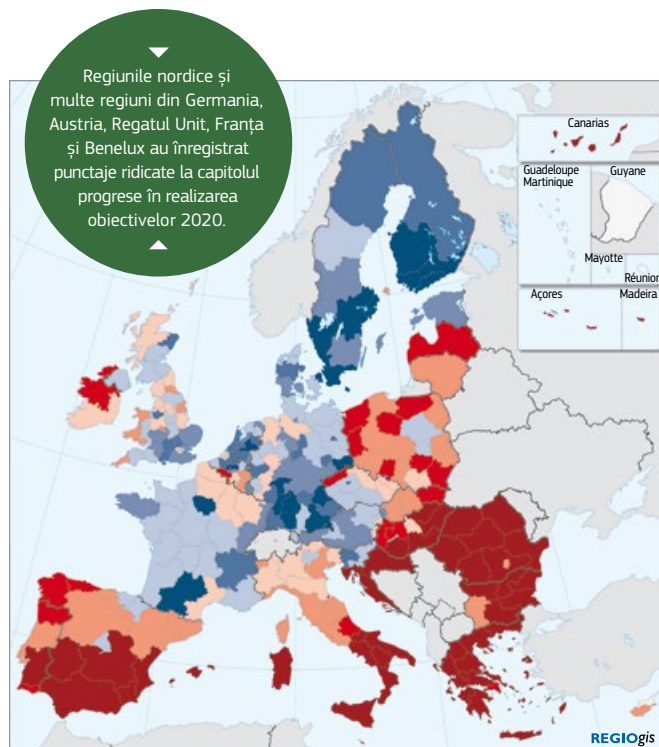 Regiunile nordice și
multe regiuni din Germania,
Austria, Regatul Unit, Franța
și Benelux au înregistrat
punctaje ridicate la capitolul
progrese în realizarea
obiectivelor 2020.
Canarias
Guadeloupe
Martinique
Guyane
Mayotte
Réunion
Açores
Madeira
REGIOgis